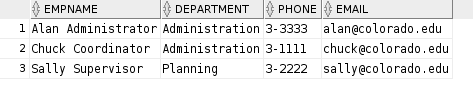 EMPNAME DEPARTMENT PHONE EMAIL
1 Alan Administrator Administration 3-3333 alan@colorado.edu
2 Chuck Coordinator Administration 3-1111 chuck@colorado.edu
3 Sally Supervisor Planning 3-2222 sally@colorado.edu